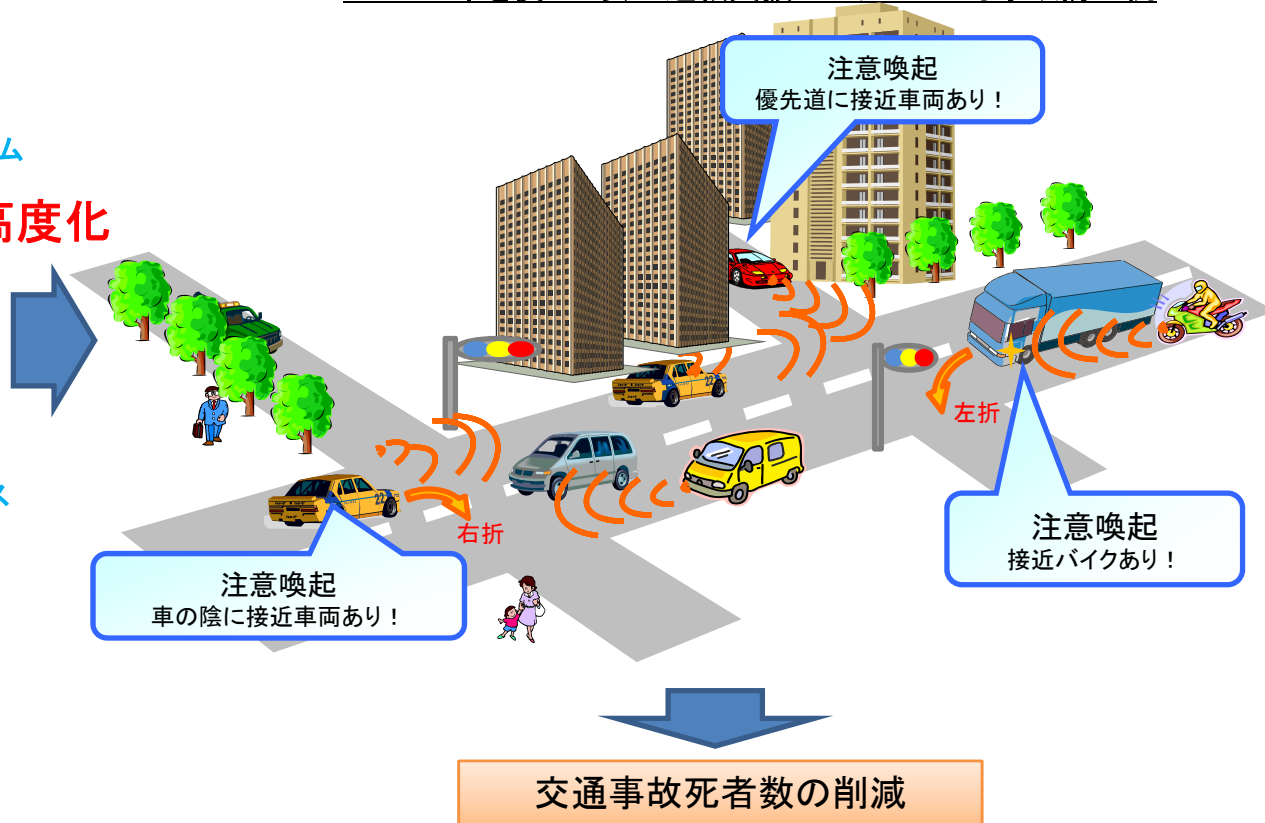 注意喚起
優先道に接近車両あり！
ム
高度化
左折
ス
右折
注意喚起
接近バイクあり！
注意喚起
車の陰に接近車両あり！
交通事故死者数の削減